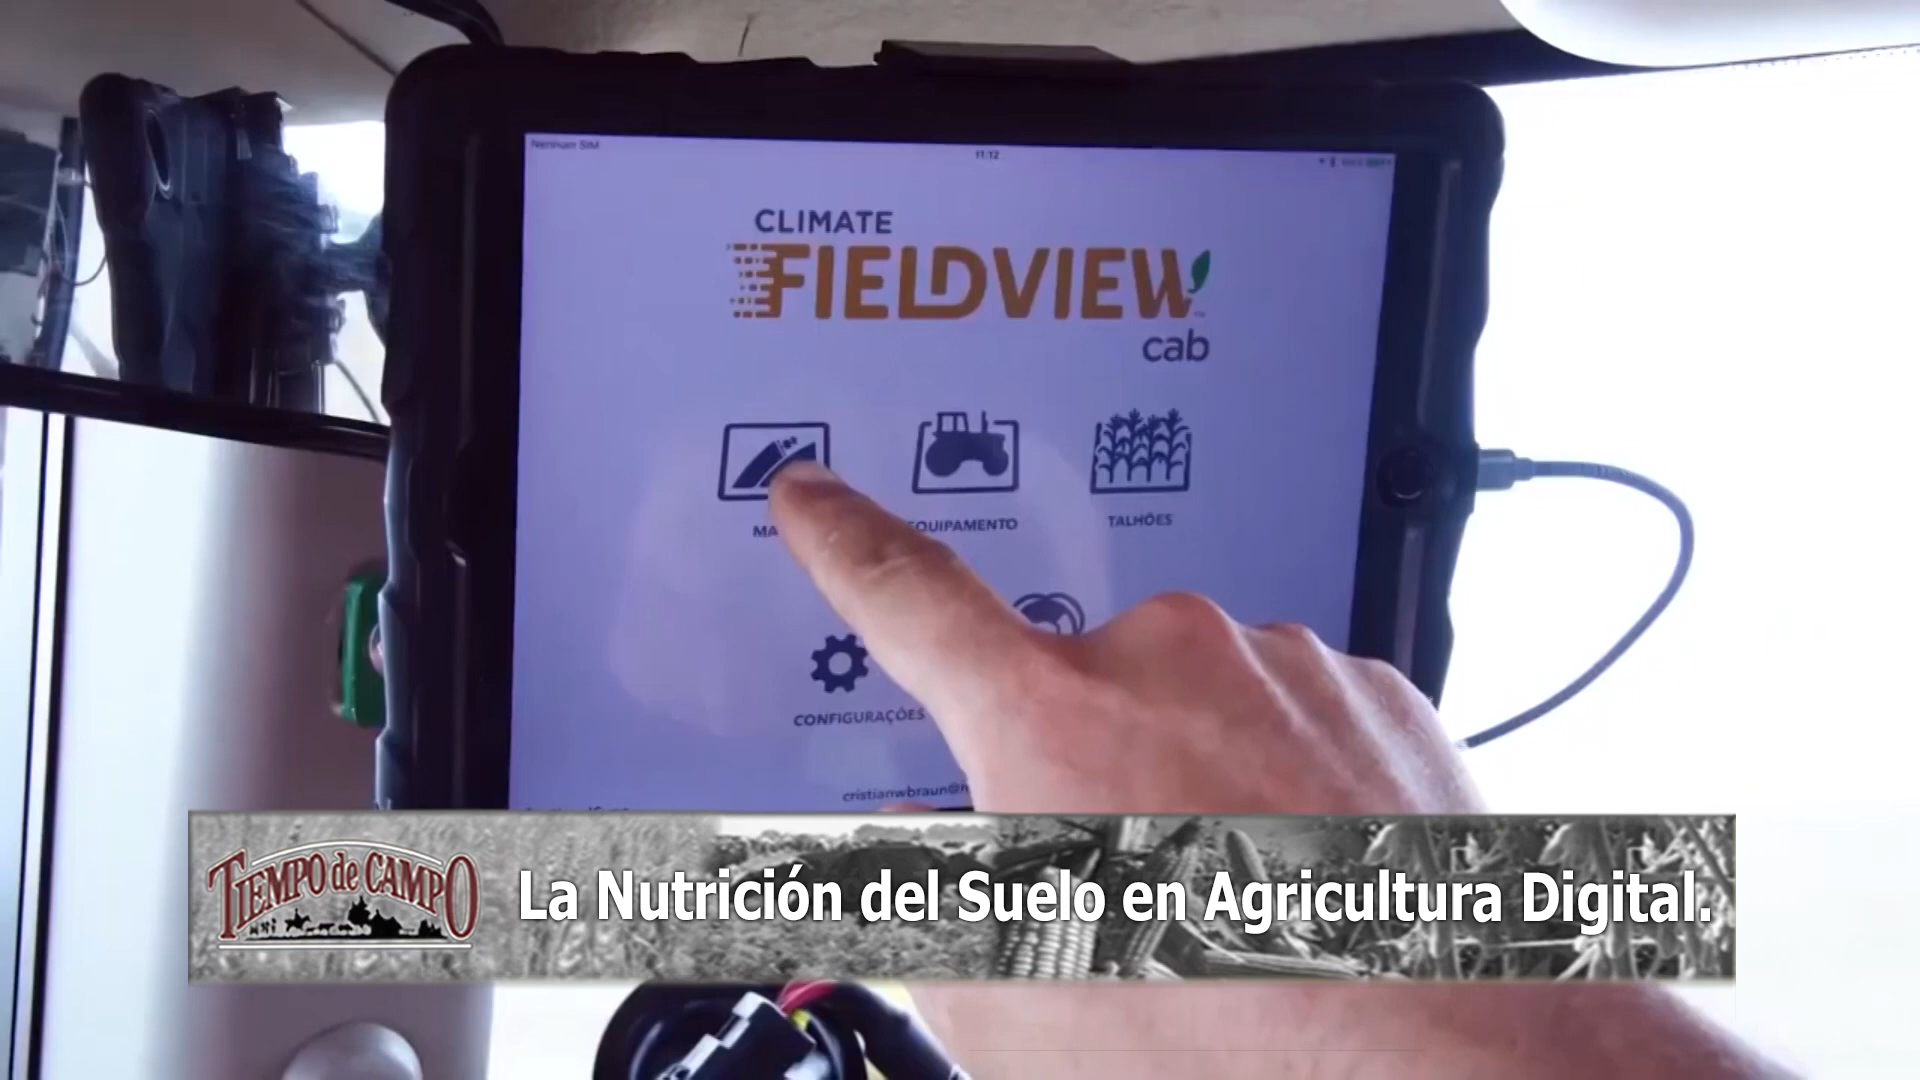 Nenhum SIM
11:12
CLIMATE
FIELDVIEW
cab
EQUIPAMENTO
TALHÕES
CONFIGURAÇÕES
TIEMPO de CAMPO
La Nutrición del Suelo en Agricultura Digital.